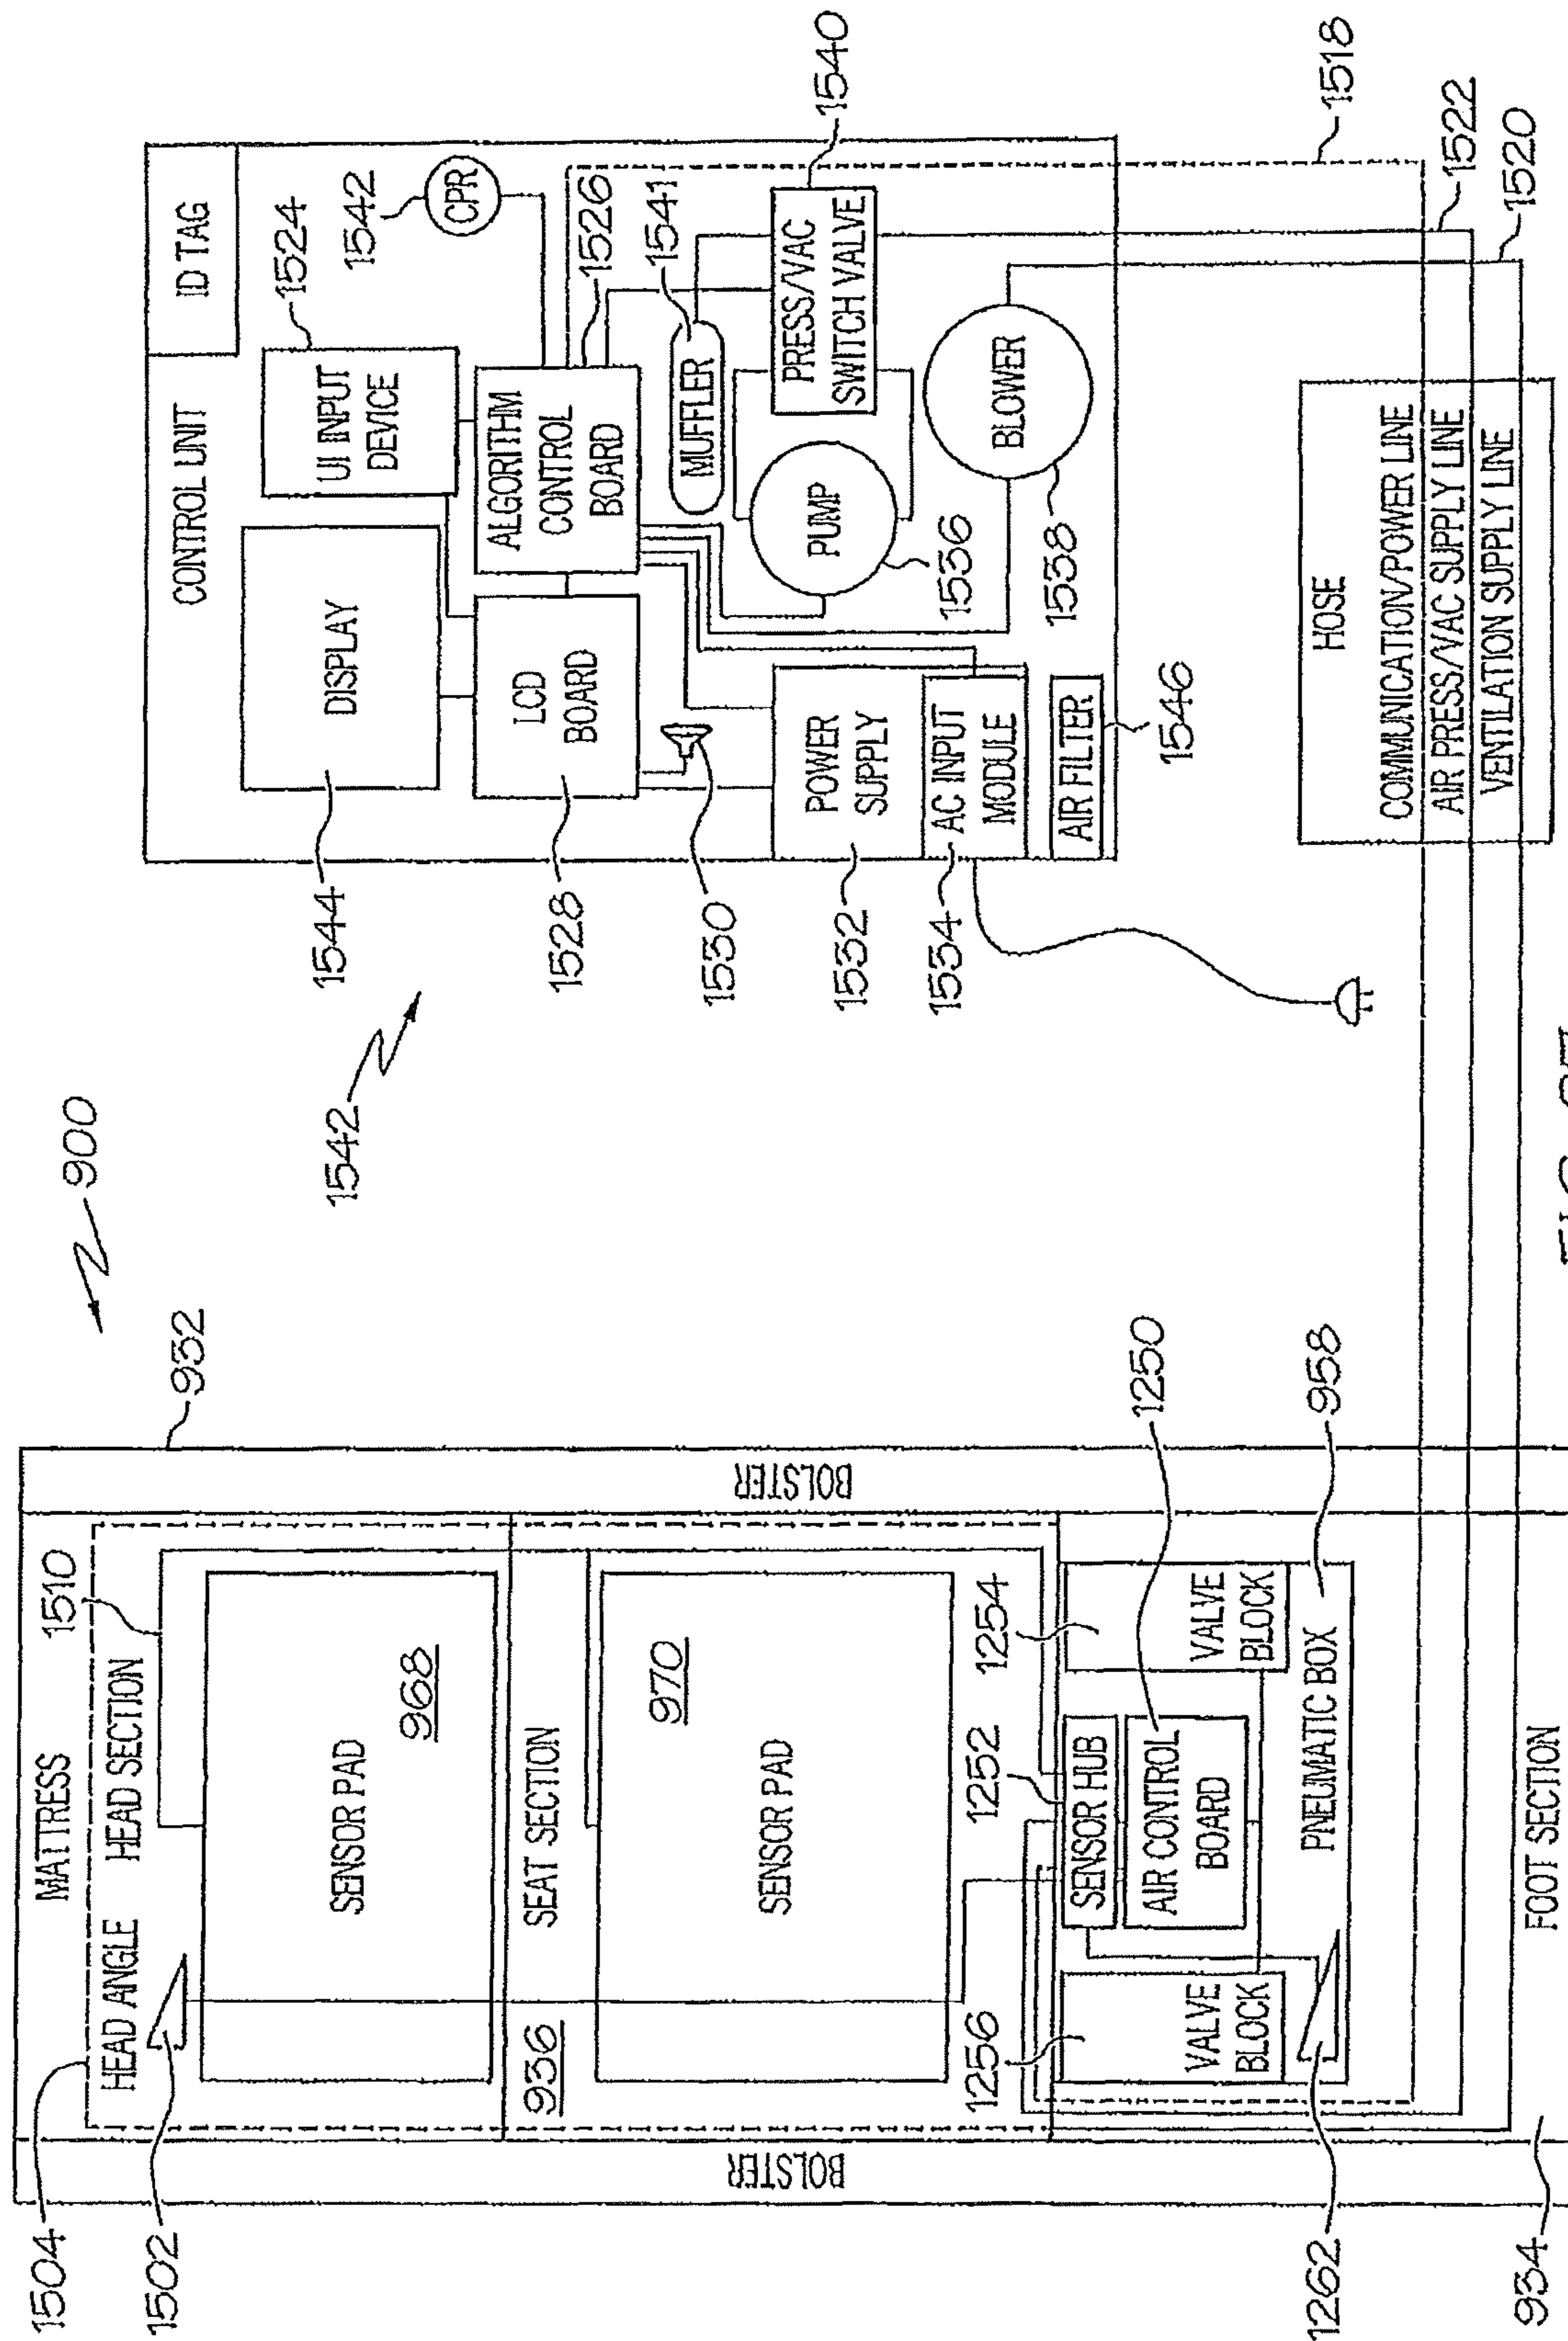 900
MATTRESS
1504
HEAD ANGLE
HEAD SECTION
1510
932
1502
SENSOR PAD
968
936
SEAT SECTION
SENSOR PAD
970
BOLSTER
BOLSTER
1256
1252
1254
SENSOR HUB
AIR CONTROL
BOARD
1250
VALVE
BLOCK
VALVE
BLOCK
PNEUMATIC BOX
958
1262
934
FOOT SECTION
1542
CONTROL UNIT
ID TAG
1544
DISPLAY
UI INPUT
DEVICE
1524
1542
CPR
1528
LCD
BOARD
ALGORITHM
CONTROL
BOARD
1526
1530
MUFFLER
1541
1532
POWER
SUPPLY
PUMP
1536
PRESS/VAC
SWITCH VALVE
1540
1534
AC INPUT
MODULE
BLOWER
1538
AIR FILTER
1546
1518
HOSE
COMMUNICATION/POWER LINE
AIR PRESS/VAC SUPPLY LINE
1522
VENTILATION SUPPLY LINE
1520